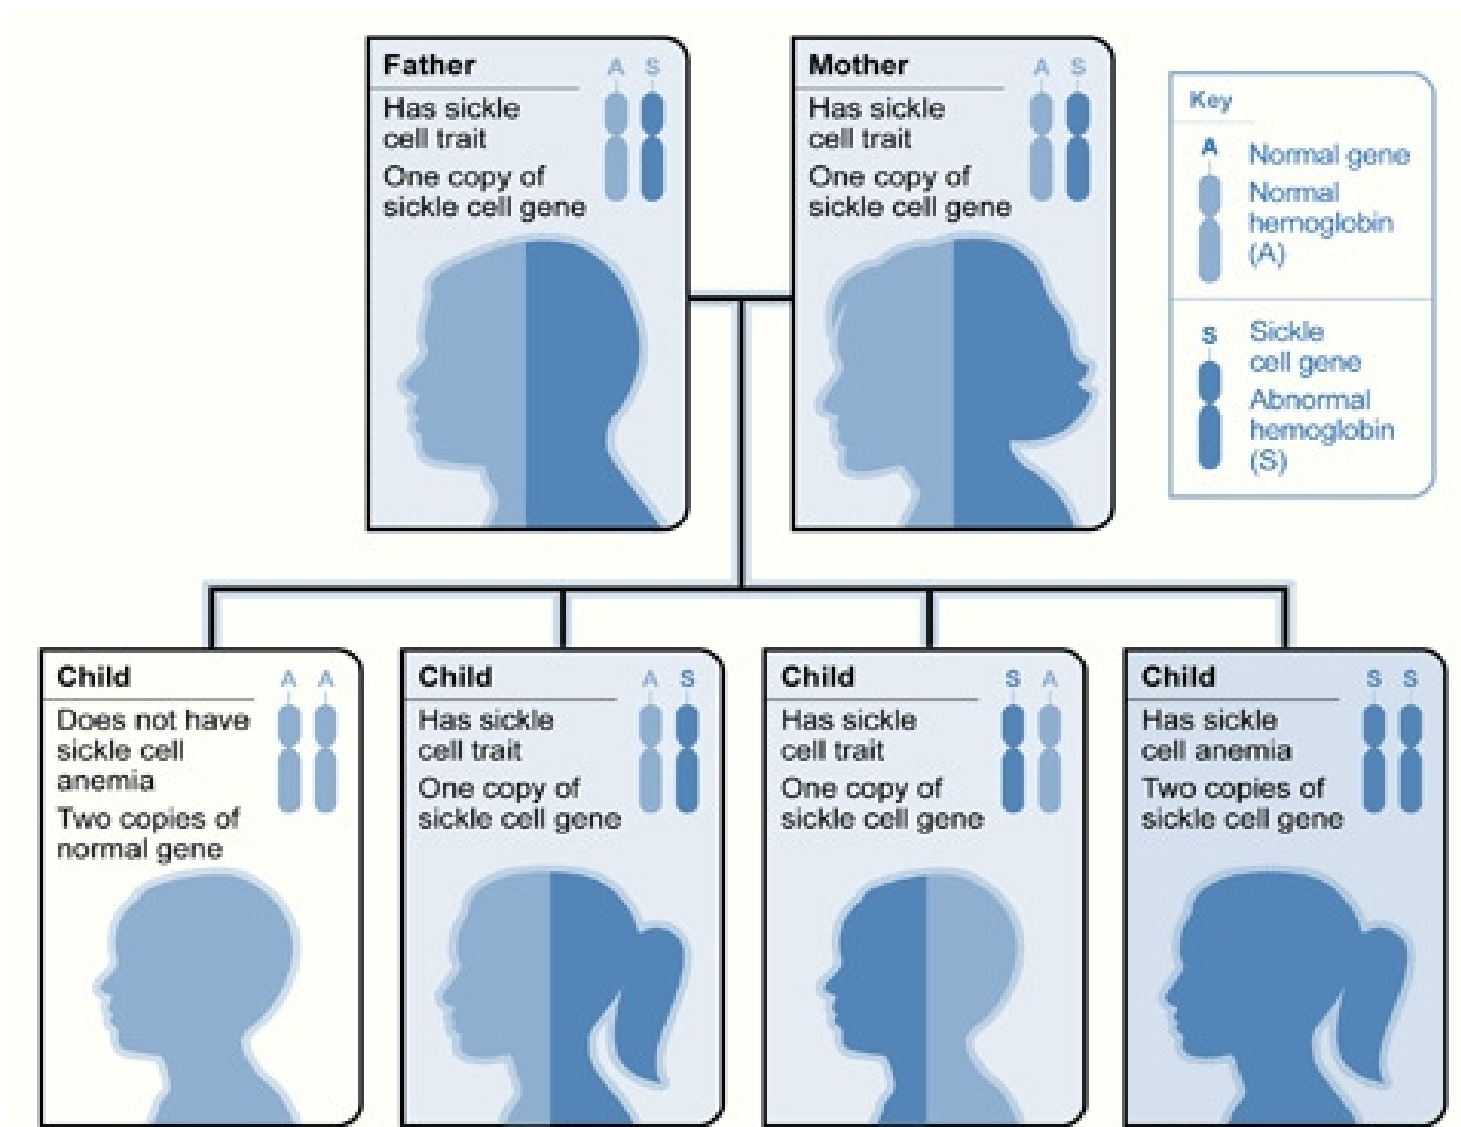 Father
A S
Has sickle
cell trait
One copy of
sickle cell gene
Mother
A S
Has sickle
cell trait
One copy of
sickle cell gene
Key
A
Normal gene
Normal
hemoglobin
(A)
S
Sickle
cell gene
Abnormal
hemoglobin
(S)
Child
A A
Does not have
sickle cell
anemia
Two copies of
normal gene
Child
A S
Has sickle
cell trait
One copy of
sickle cell gene
Child
S A
Has sickle
cell trait
One copy of
sickle cell gene
Child
S S
Has sickle
cell anemia
Two copies of
sickle cell gene